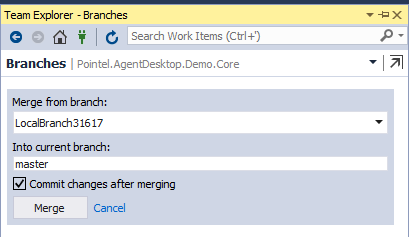 Team Explorer - Branches
Search Work Items (Ctrl+')
Branches | Pointel.AgentDesktop.Demo.Core
Merge from branch:
LocalBranch31617
Into current branch:
master
Commit changes after merging
Merge Cancel